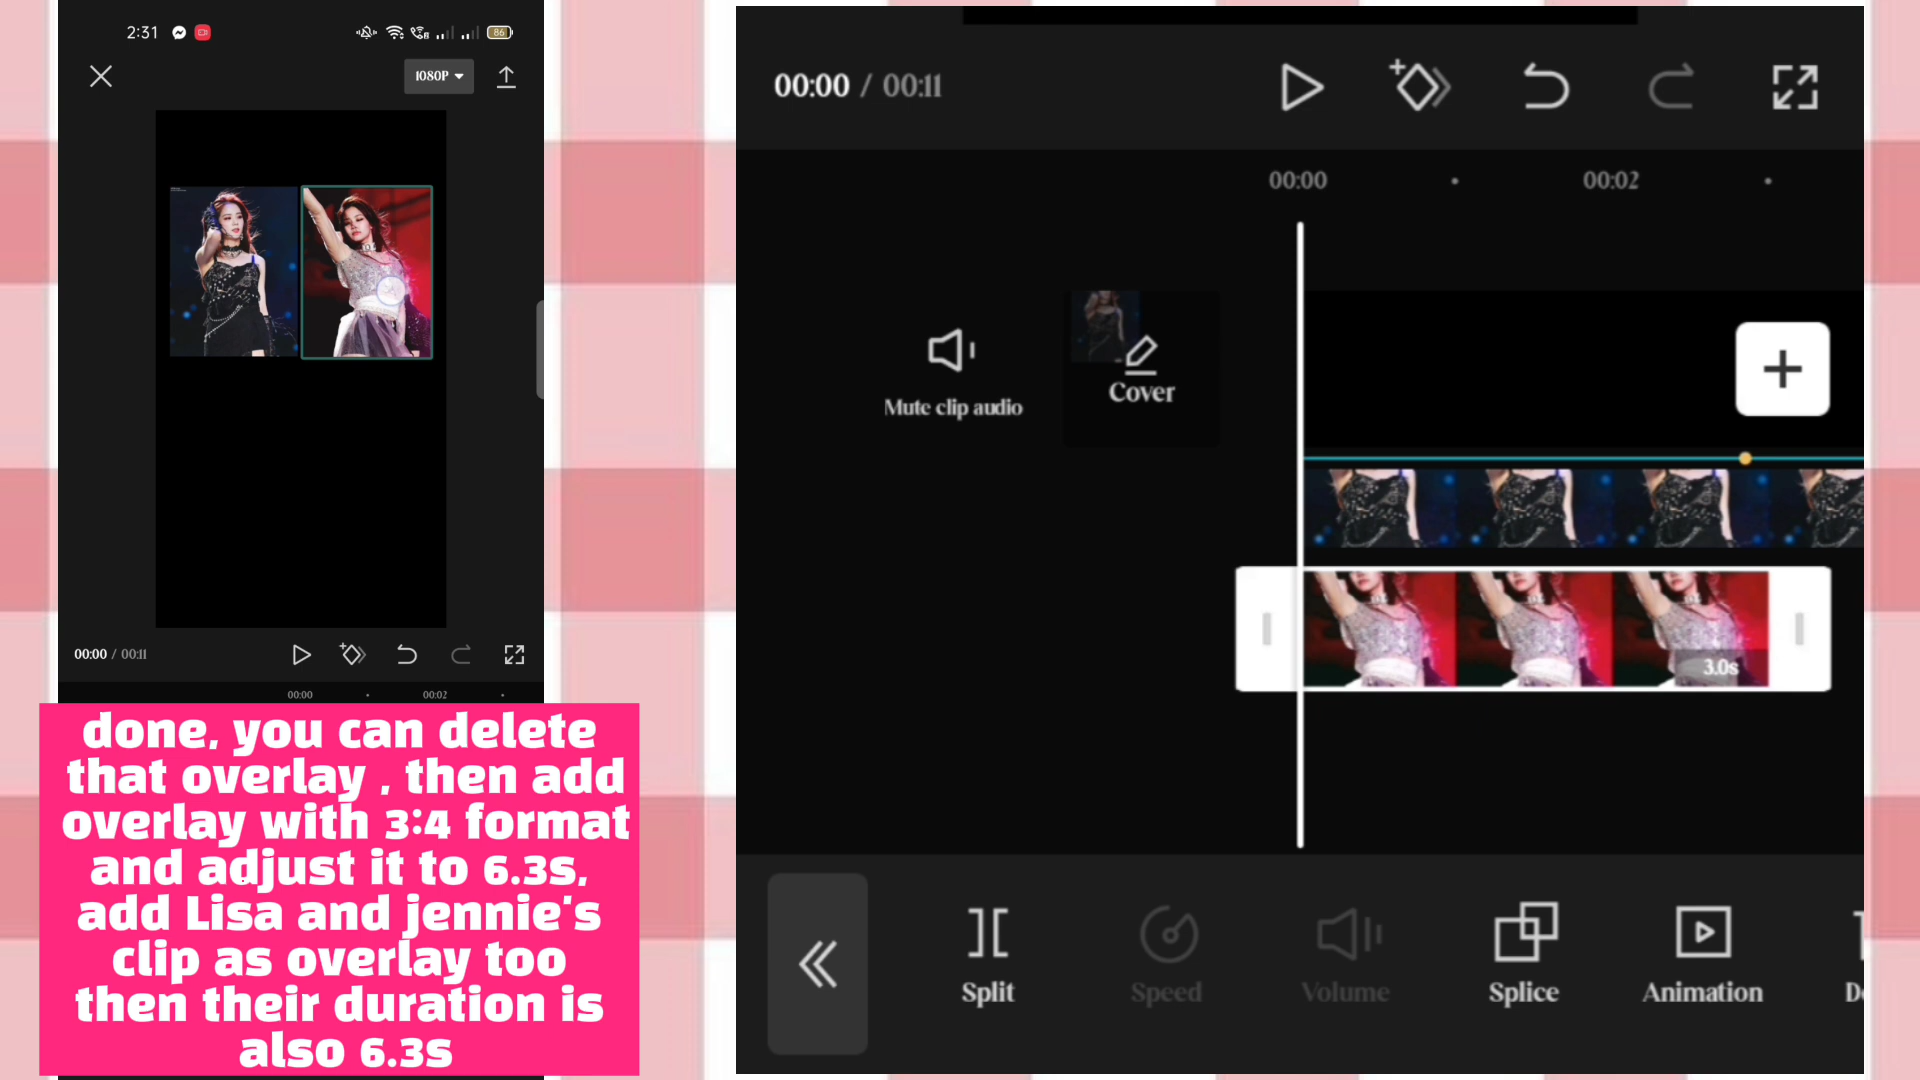 2:31
86
1080P
00:00 / 00:11
00:00
00:02
done, you can delete
that overlay , then add
overlay with 3:4 format
and adjust it to 6.3s,
add Lisa and jennie's
clip as overlay too
then their duration is
also 6.3s
00:00 / 00:11
00:00
00:02
Mute clip audio
Cover
3.0s
Split
Speed
Volume
Splice
Animation